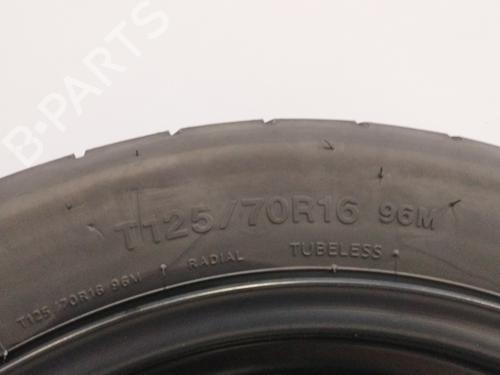 T125/70R16 96M
RADIAL TUBELESS
T125/70R16 96M
B-PARTS